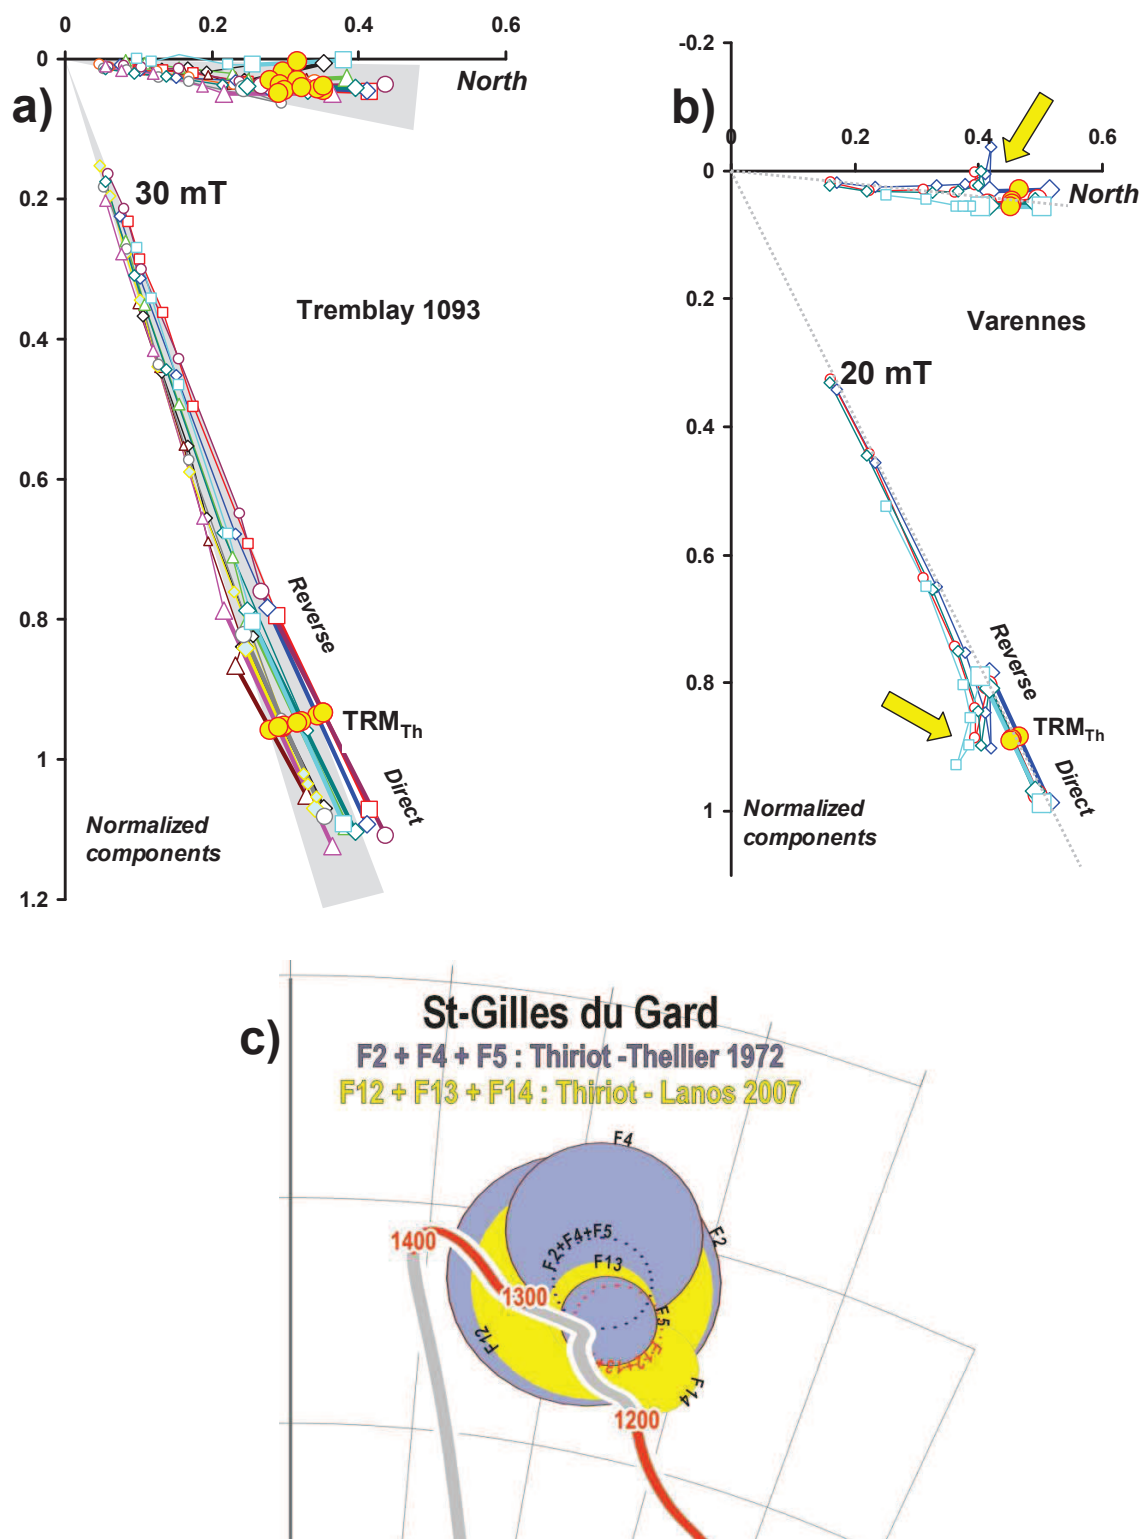 0 0.2 0.4 0.6
0
North
a)
30 mT
0.2
Tremblay 1093
0.4
0.6
Reverse
0.8
TRM_Th
1
Direct
Normalized
components
1.2
-0.2
b)
0 0.2 0.4 0.6
0
North
0.2
Varennes
20 mT
0.4
0.6
Reverse
0.8
TRM_Th
Direct
1
Normalized
components
c)
St-Gilles du Gard
F2 + F4 + F5 : Thiriot -Thellier 1972
F12 + F13 + F14 : Thiriot - Lanos 2007
F4
F2
F2+F4+F5
F13
1400
1300
F5
F12
F14
1200